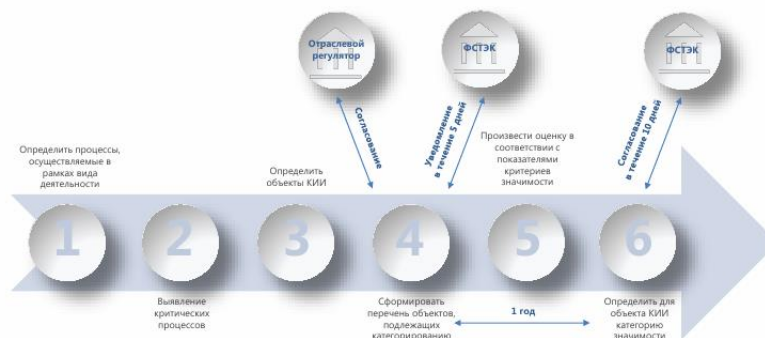 Отраслевой
регулятор
ФСТЭК
ФСТЭК
Согласование
Уведомление
в течение 5 дней
Согласование
в течение 10 дней
Определить процессы,
осуществляемые в
рамках вида
деятельности
Определить
объекты КИИ
Произвести оценку в
соответствии с
показателями
критериев
значимости
1
2
3
4
5
6
Выявление
критических
процессов
Сформировать
перечень объектов,
подлежащих
категорированию
1 год
Определить для
объекта КИИ
категорию
значимости